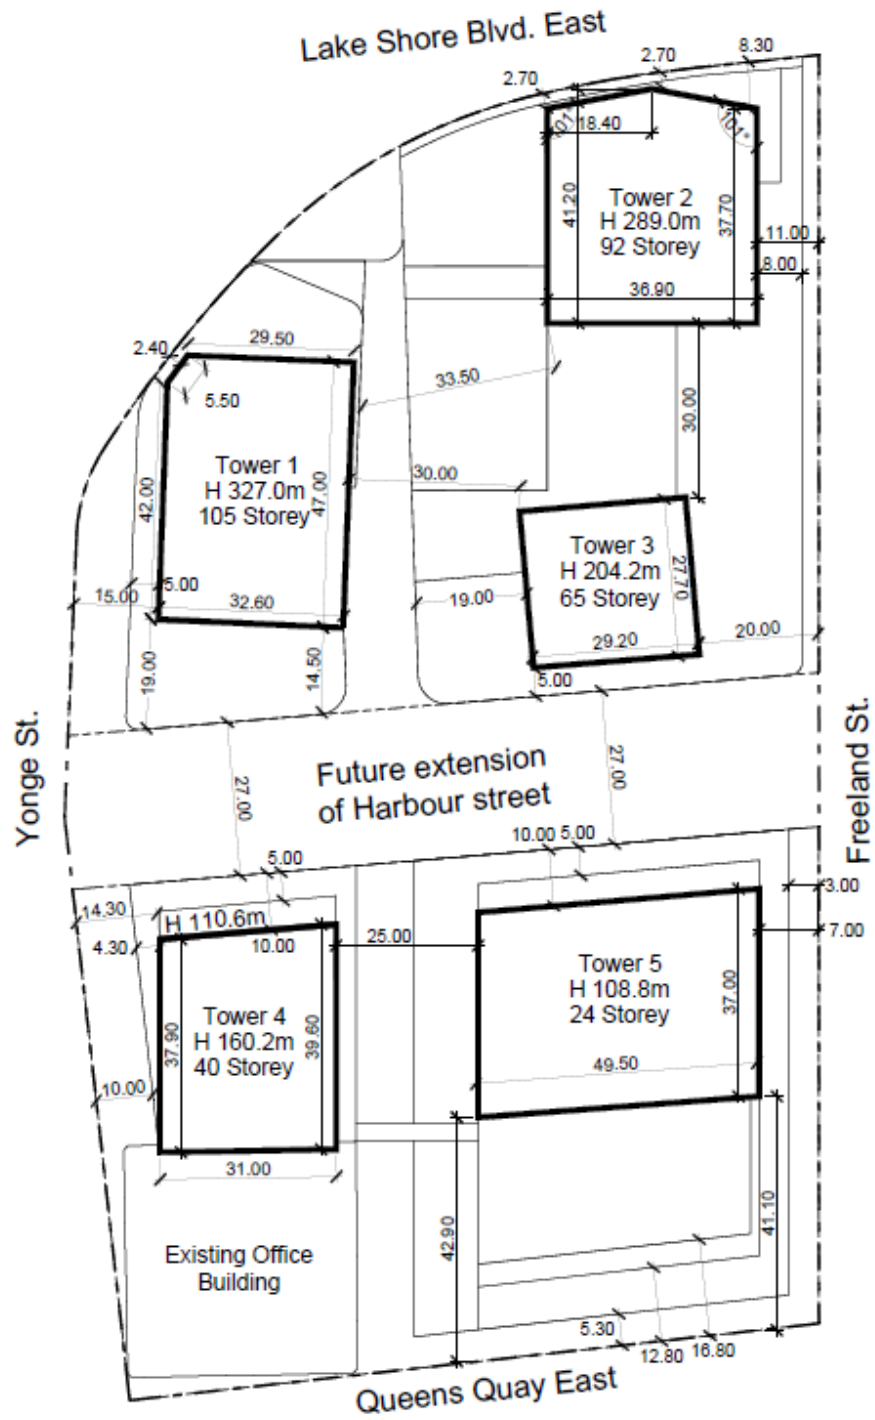 Lake Shore Blvd. East
2.70
2.70
8.30
101°
18.40
101°
41.20
Tower 2
H 289.0m
92 Storey
37.70
11.00
8.00
36.90
2.40
29.50
5.50
33.50
30.00
Tower 1
H 327.0m
105 Storey
42.00
47.00
30.00
5.00
15.00
32.60
19.00
14.50
Tower 3
H 204.2m
65 Storey
27.70
19.00
29.20
20.00
5.00
Yonge St.
Future extension
of Harbour street
27.00
27.00
Freeland St.
5.00
10.00
5.00
14.30
H 110.6m
4.30
10.00
25.00
3.00
7.00
Tower 4
H 160.2m
40 Storey
37.90
39.60
10.00
31.00
Tower 5
H 108.8m
24 Storey
37.00
49.50
Existing Office
Building
42.90
41.10
5.30
12.80
16.80
Queens Quay East